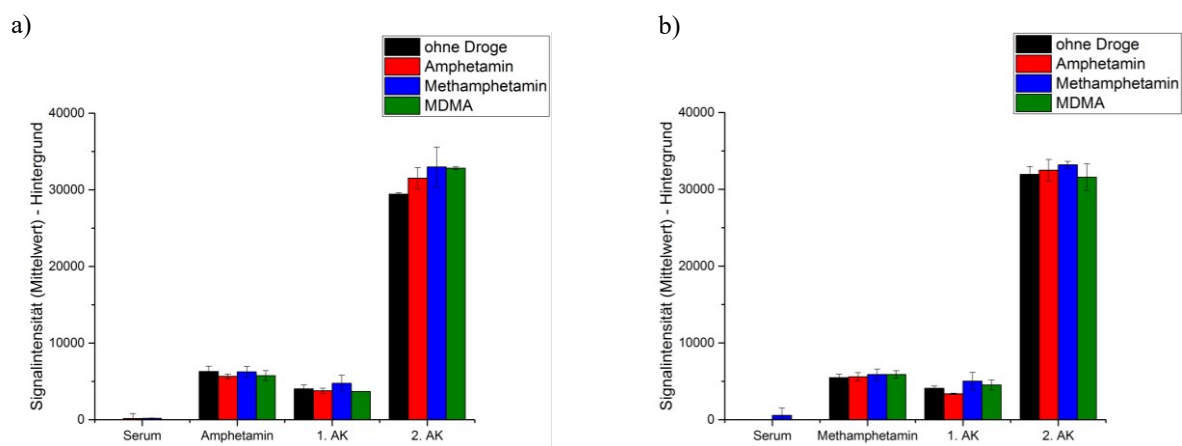 a)
ohne Droge
Amphetamin
Methamphetamin
MDMA
Signalintensität (Mittelwert) - Hintergrund
40000
30000
20000
10000
0
Serum Amphetamin 1. AK 2. AK
b)
ohne Droge
Amphetamin
Methamphetamin
MDMA
Signalintensität (Mittelwert) - Hintergrund
40000
30000
20000
10000
0
Serum Methamphetamin 1. AK 2. AK